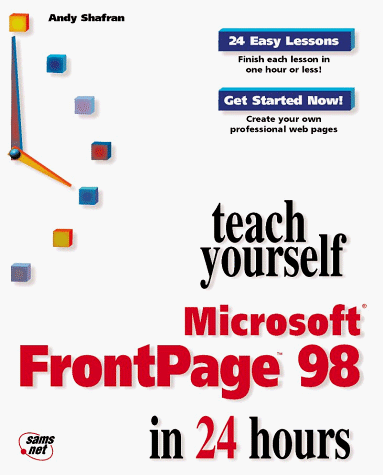 Andy Shafran
24 Easy Lessons
Finish each lesson in
one hour or less!
Get Started Now!
Create your own
professional web pages
teach
yourself
Microsoft®
FrontPage™ 98
in 24 hours
sams
.net